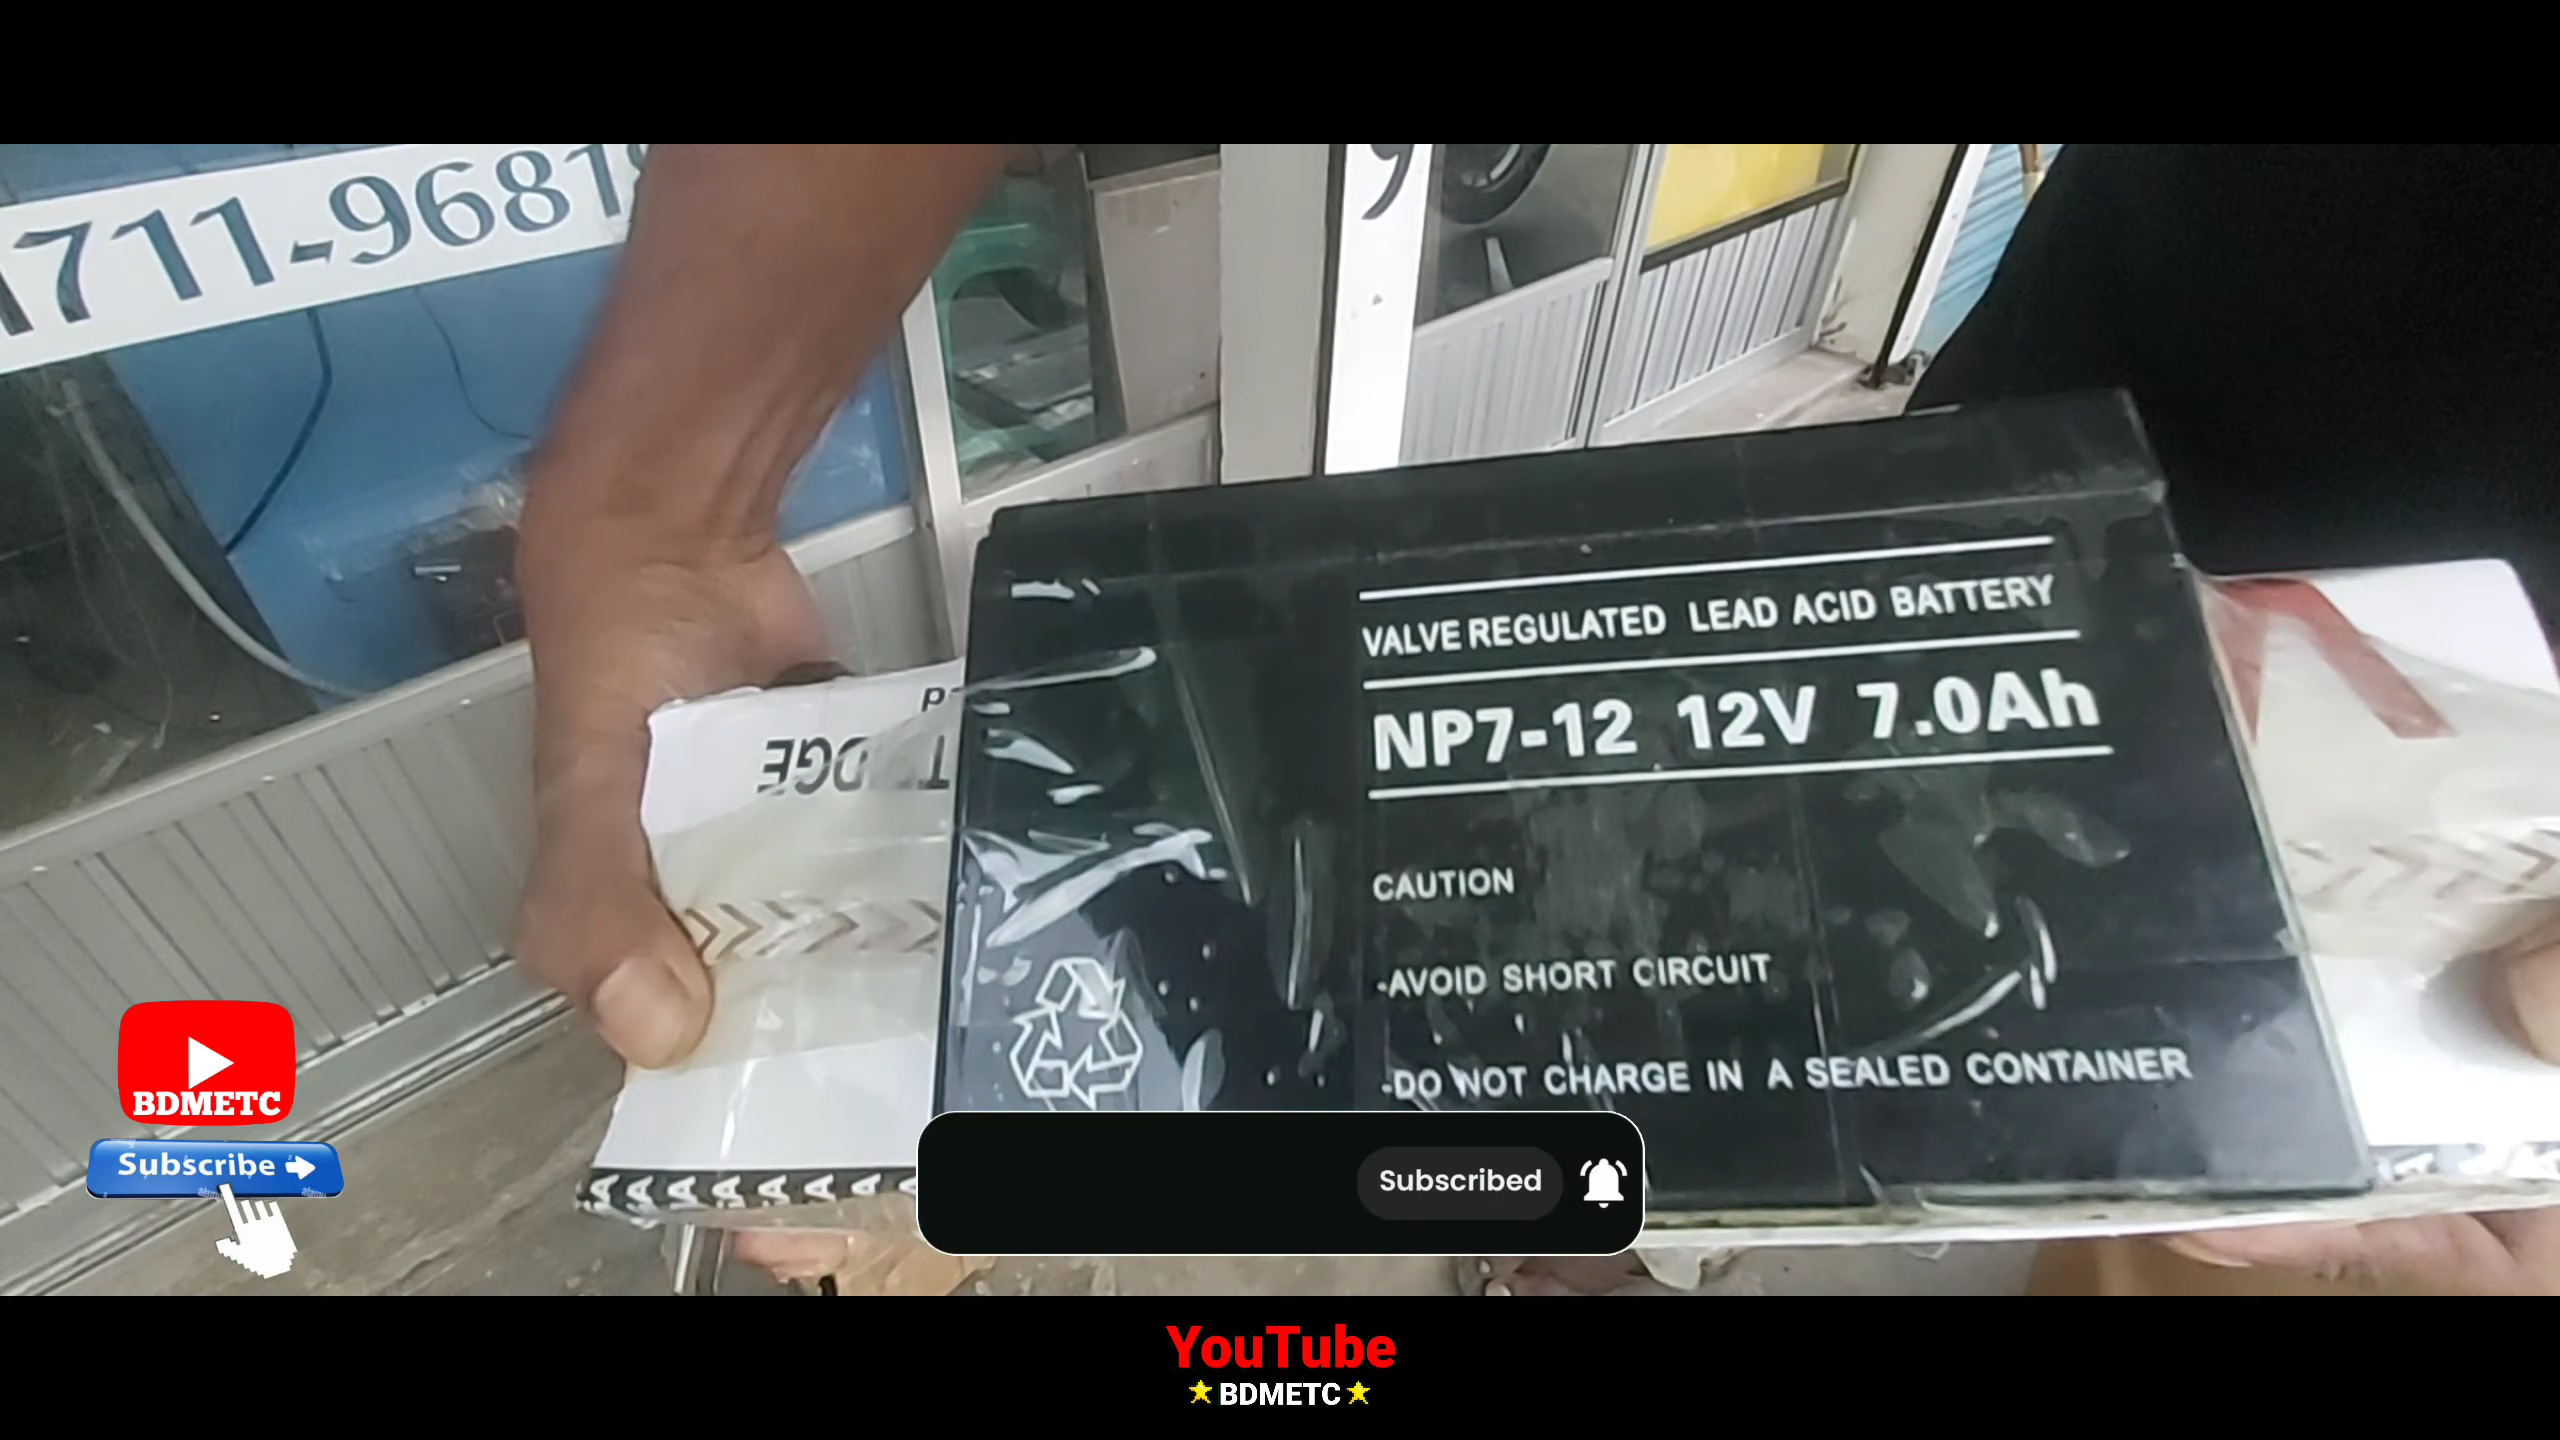 711-9681
VALVE REGULATED LEAD ACID BATTERY
NP7-12 12V 7.0Ah
CAUTION
-AVOID SHORT CIRCUIT
-DO NOT CHARGE IN A SEALED CONTAINER
BDMETC
Subscribe
Subscribed
YouTube
BDMETC